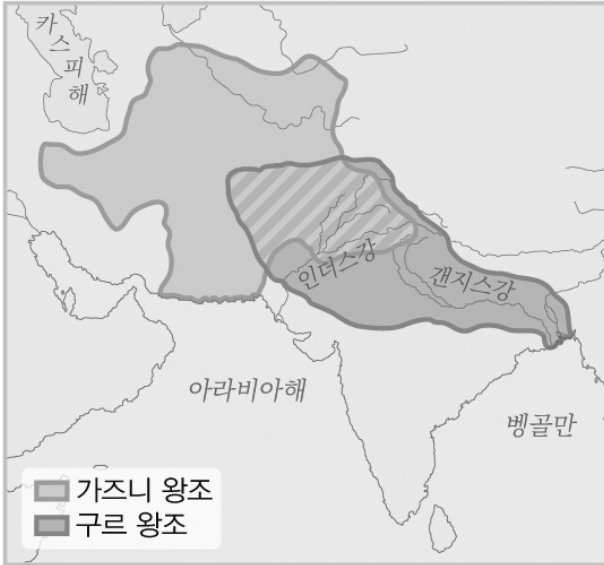 카스피해
인더스강
갠지스강
아라비아해
벵골만
가즈니 왕조
구르 왕조